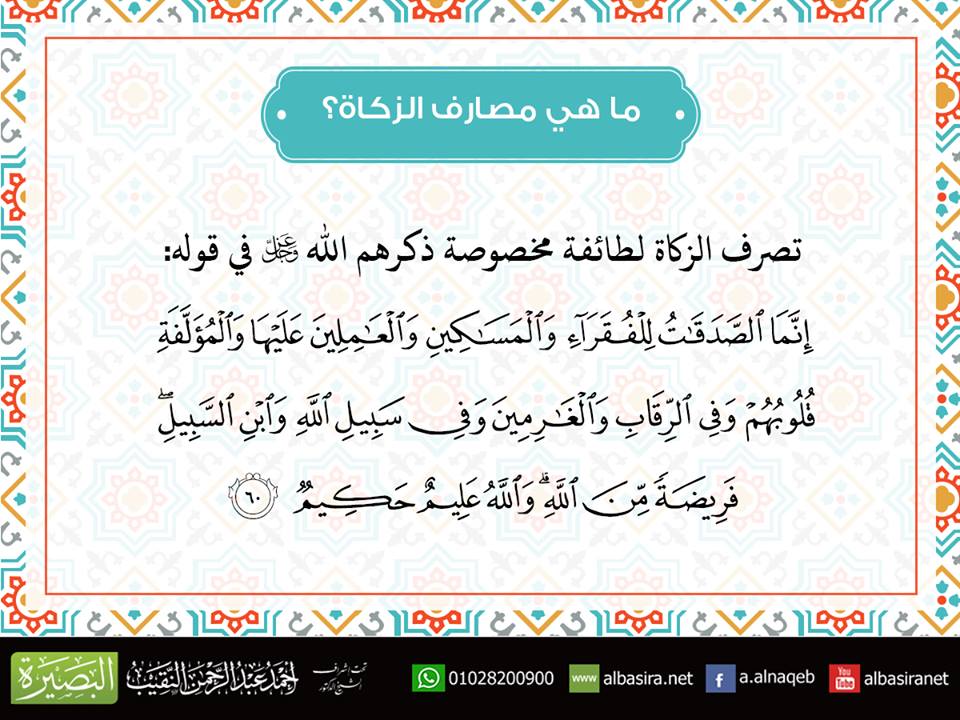 ما هي مصارف الزكاة؟
تصرف الزكاة لطائفة مخصوصة ذكرهم الله عز وجل في قوله:
إِنَّمَا ٱلصَّدَقَٰتُ لِلْفُقَرَآءِ وَٱلْمَسَٰكِينِ وَٱلْعَٰمِلِينَ عَلَيْهَا وَٱلْمُؤَلَّفَةِ
قُلُوبُهُمْ وَفِى ٱلرِّقَابِ وَٱلْغَٰرِمِينَ وَفِى سَبِيلِ ٱللَّهِ وَٱبْنِ ٱلسَّبِيلِۖ
فَرِيضَةً مِّنَ ٱللَّهِۗ وَٱللَّهُ عَلِيمٌ حَكِيمٌ ٦٠
البصيرة
أحمد عبد الرحمن النقيب
تحت إشراف
الشيخ الدكتور
01028200900
www albasira.net
f a.alnaqeb
You Tube albasiranet